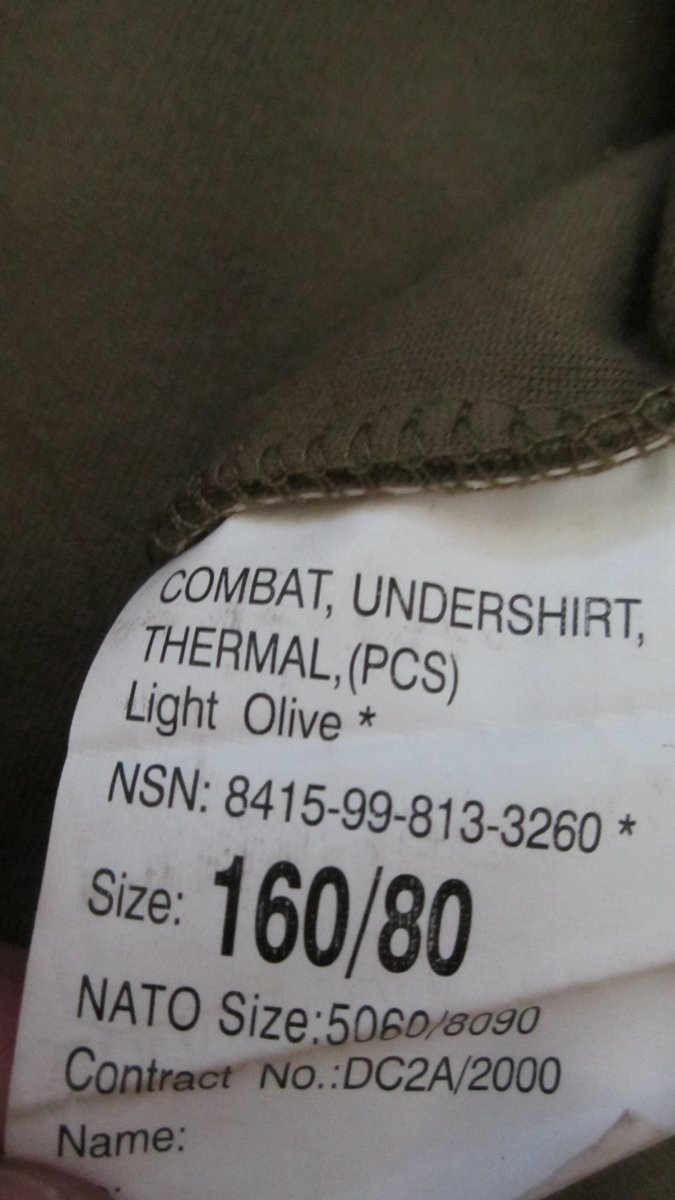 COMBAT, UNDERSHIRT,
THERMAL,(PCS)
Light Olive *
NSN: 8415-99-813-3260 *
Size: 160/80
NATO Size:5060/8090
Contract No.:DC2A/2000
Name: